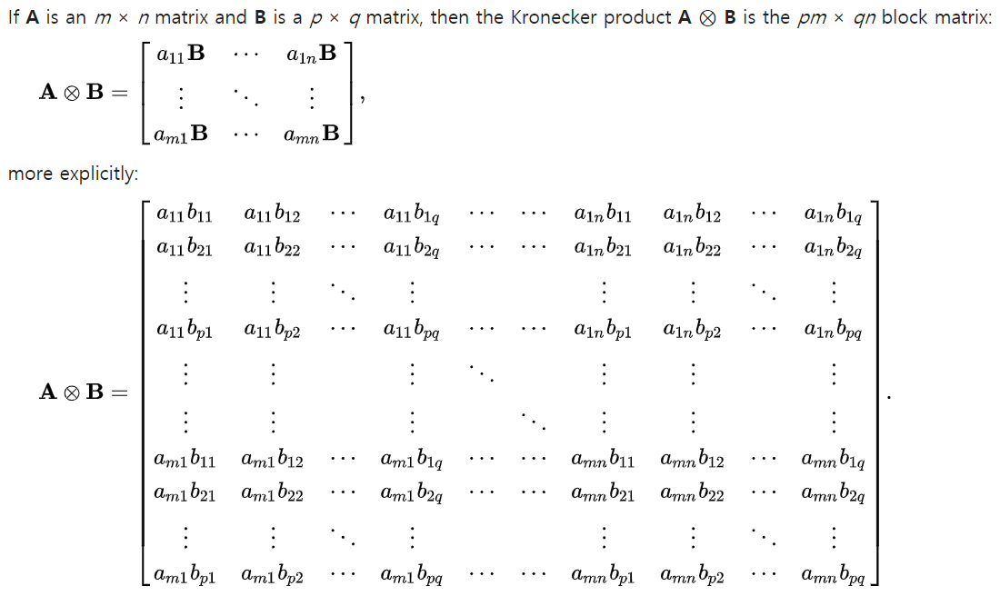 If **A** is an *m* × *n* matrix and **B** is a *p* × *q* matrix, then the Kronecker product **A** ⊗ **B** is the *pm* × *qn* block matrix:
$$\mathbf{A} \otimes \mathbf{B} = \begin{bmatrix} a_{11}\mathbf{B} & \cdots & a_{1n}\mathbf{B} \\ \vdots & \ddots & \vdots \\ a_{m1}\mathbf{B} & \cdots & a_{mn}\mathbf{B} \end{bmatrix},$$
more explicitly:
$$\mathbf{A} \otimes \mathbf{B} = \begin{bmatrix} a_{11}b_{11} & a_{11}b_{12} & \cdots & a_{11}b_{1q} & \cdots & \cdots & a_{1n}b_{11} & a_{1n}b_{12} & \cdots & a_{1n}b_{1q} \\ a_{11}b_{21} & a_{11}b_{22} & \cdots & a_{11}b_{2q} & \cdots & \cdots & a_{1n}b_{21} & a_{1n}b_{22} & \cdots & a_{1n}b_{2q} \\ \vdots & \vdots & \ddots & \vdots & & & \vdots & \vdots & \ddots & \vdots \\ a_{11}b_{p1} & a_{11}b_{p2} & \cdots & a_{11}b_{pq} & \cdots & \cdots & a_{1n}b_{p1} & a_{1n}b_{p2} & \cdots & a_{1n}b_{pq} \\ \vdots & \vdots & & \vdots & \ddots & & \vdots & \vdots & & \vdots \\ \vdots & \vdots & & \vdots & & \ddots & \vdots & \vdots & & \vdots \\ a_{m1}b_{11} & a_{m1}b_{12} & \cdots & a_{m1}b_{1q} & \cdots & \cdots & a_{mn}b_{11} & a_{mn}b_{12} & \cdots & a_{mn}b_{1q} \\ a_{m1}b_{21} & a_{m1}b_{22} & \cdots & a_{m1}b_{2q} & \cdots & \cdots & a_{mn}b_{21} & a_{mn}b_{22} & \cdots & a_{mn}b_{2q} \\ \vdots & \vdots & \ddots & \vdots & & & \vdots & \vdots & \ddots & \vdots \\ a_{m1}b_{p1} & a_{m1}b_{p2} & \cdots & a_{m1}b_{pq} & \cdots & \cdots & a_{mn}b_{p1} & a_{mn}b_{p2} & \cdots & a_{mn}b_{pq} \end{bmatrix}.$$